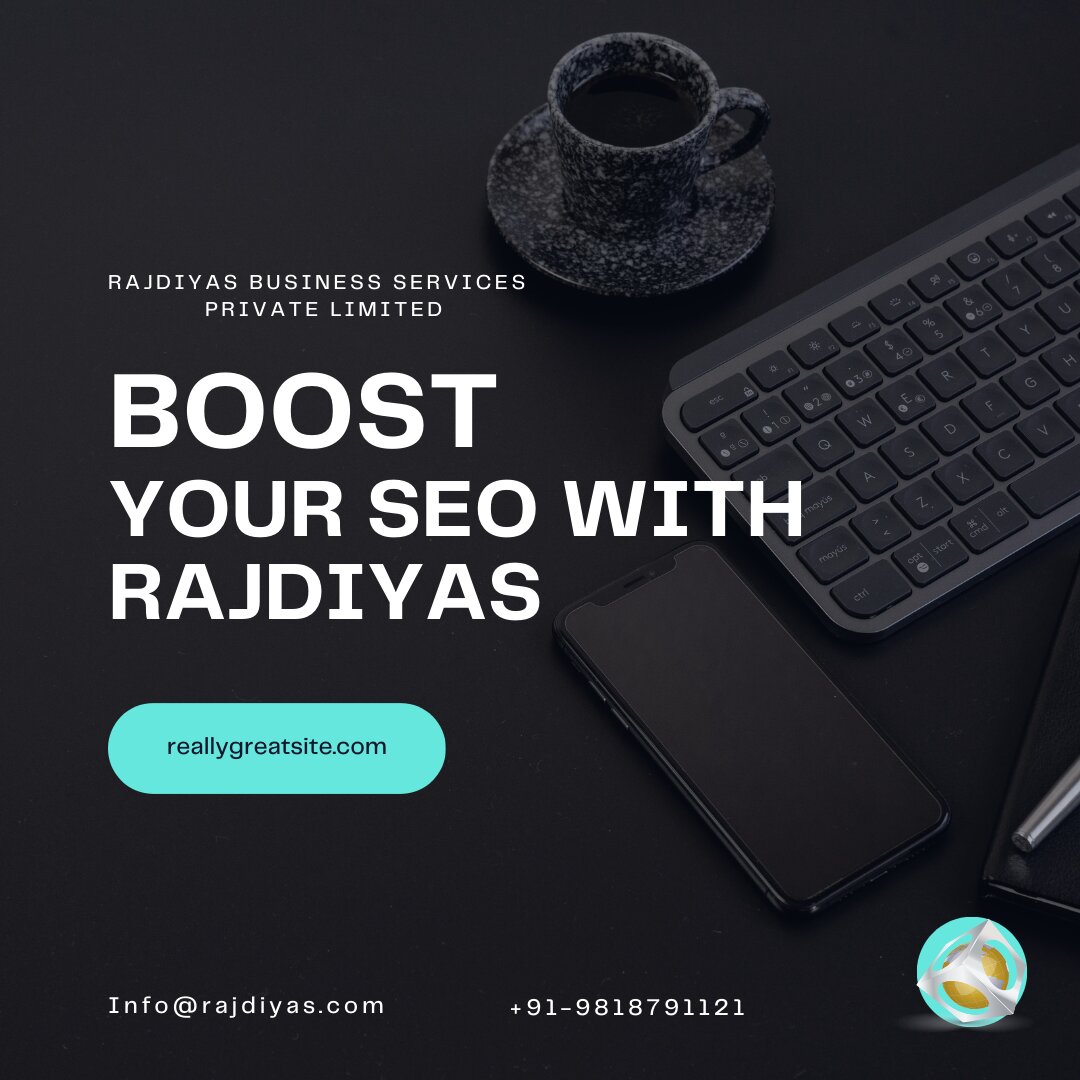 RAJDIYAS BUSINESS SERVICES
PRIVATE LIMITED
BOOST
YOUR SEO WITH
RAJDIYAS
reallygreatsite.com
Info@rajdiyas.com
+91-9818791121